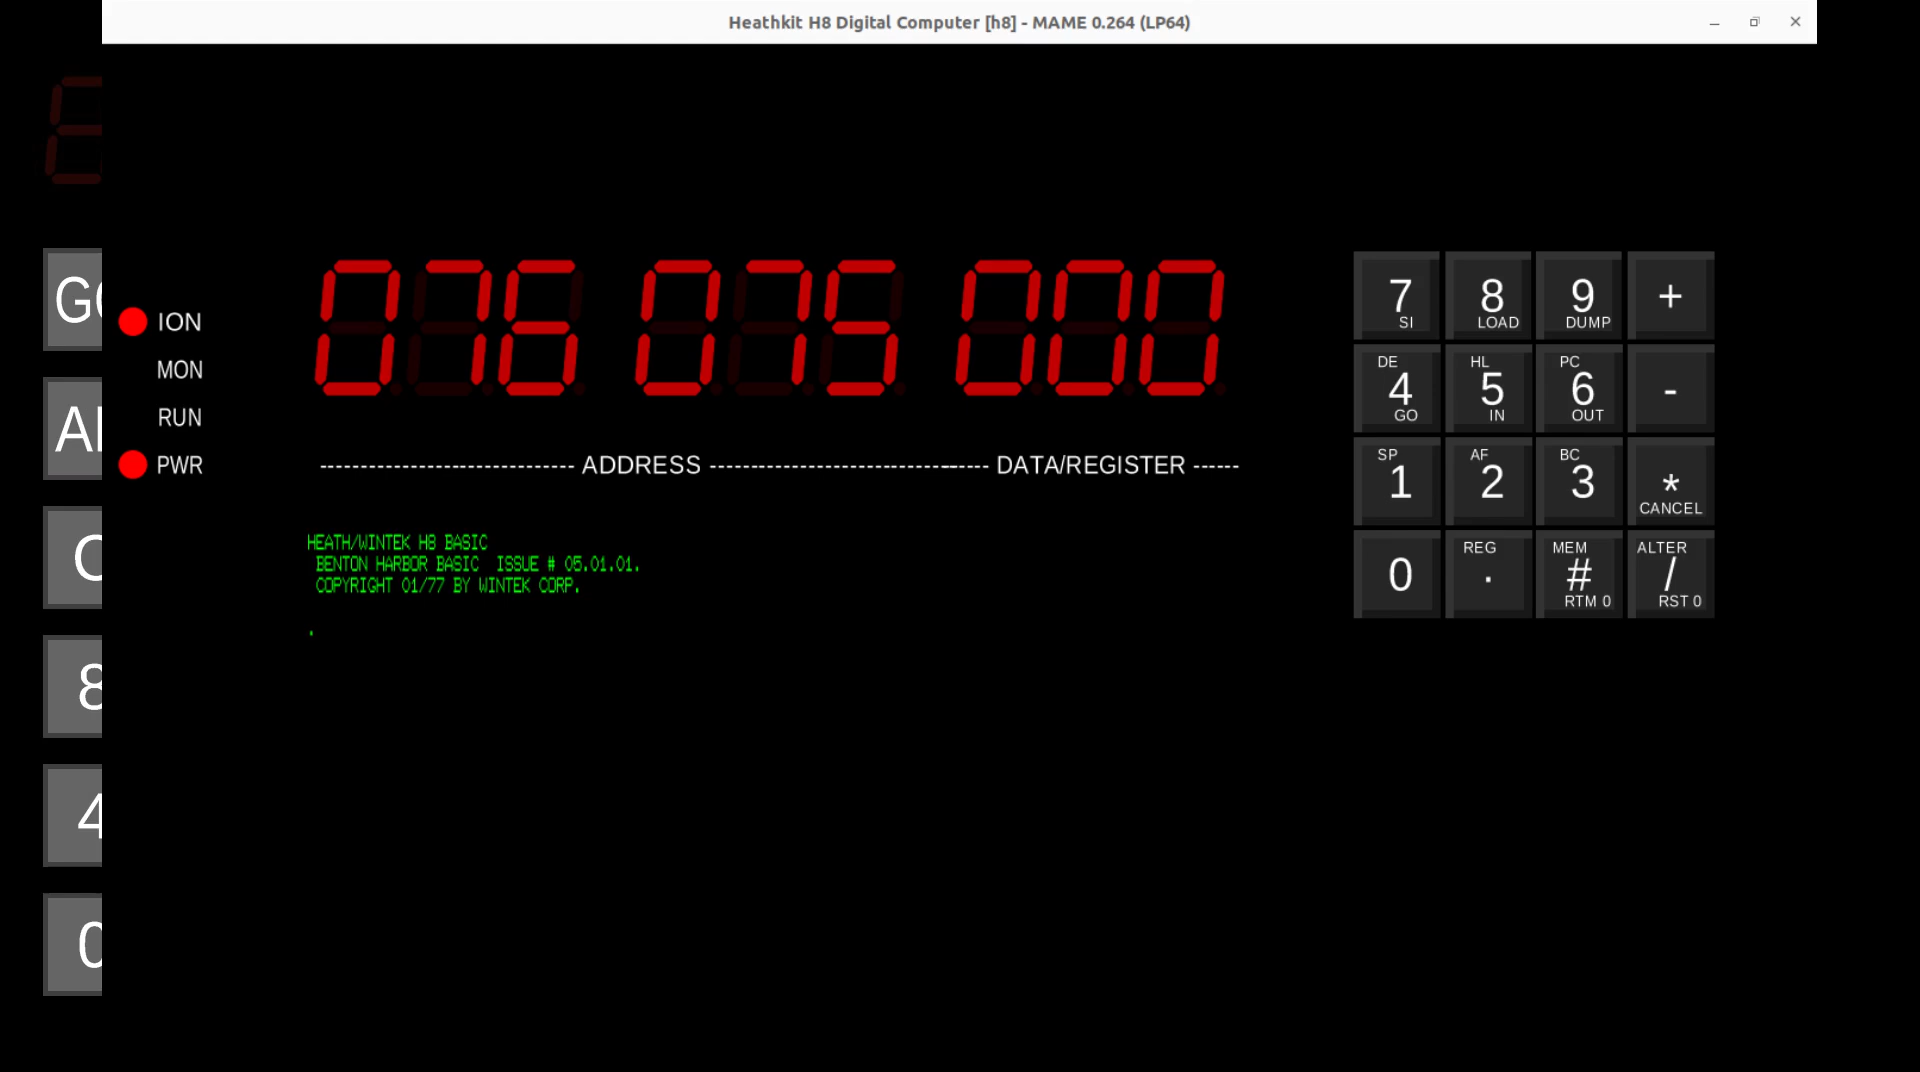 Heathkit H8 Digital Computer [h8] - MAME 0.264 (LP64)
076 075 000
ION
MON
RUN
PWR
ADDRESS
DATA/REGISTER
HEATH/WINTEK H8 BASIC
BENTON HARBOR BASIC ISSUE # 05.01.01.
COPYRIGHT 01/77 BY WINTEK CORP.
.
7 SI
8 LOAD
9 DUMP
+
DE 4 GO
HL 5 IN
PC 6 OUT
-
SP 1
AF 2
BC 3
* CANCEL
0
REG .
MEM # RTM 0
ALTER / RST 0
8
4
0